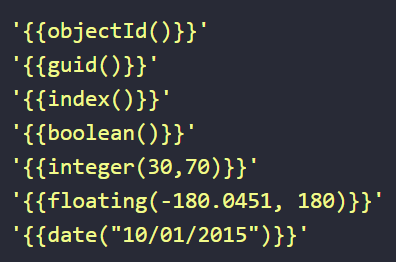 '{{objectId()}}'
'{{guid()}}'
'{{index()}}'
'{{boolean()}}'
'{{integer(30,70)}}'
'{{floating(-180.0451, 180)}}'
'{{date("10/01/2015")}}'